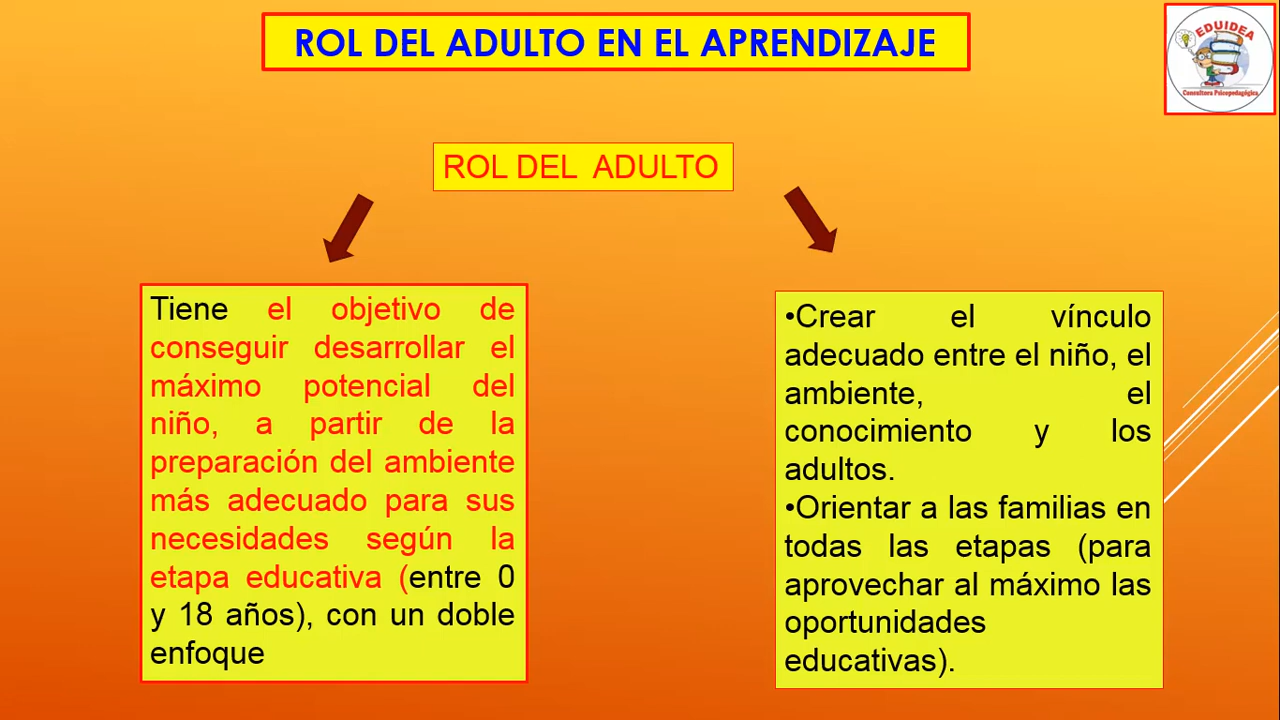 ROL DEL ADULTO EN EL APRENDIZAJE
EDUIDEA
Consultora Psicopedagógica
ROL DEL ADULTO
Tiene el objetivo de
conseguir desarrollar el
máximo potencial del
niño, a partir de la
preparación del ambiente
más adecuado para sus
necesidades según la
etapa educativa (entre 0
y 18 años), con un doble
enfoque
•Crear el vínculo
adecuado entre el niño, el
ambiente, el
conocimiento y los
adultos.
•Orientar a las familias en
todas las etapas (para
aprovechar al máximo las
oportunidades
educativas).